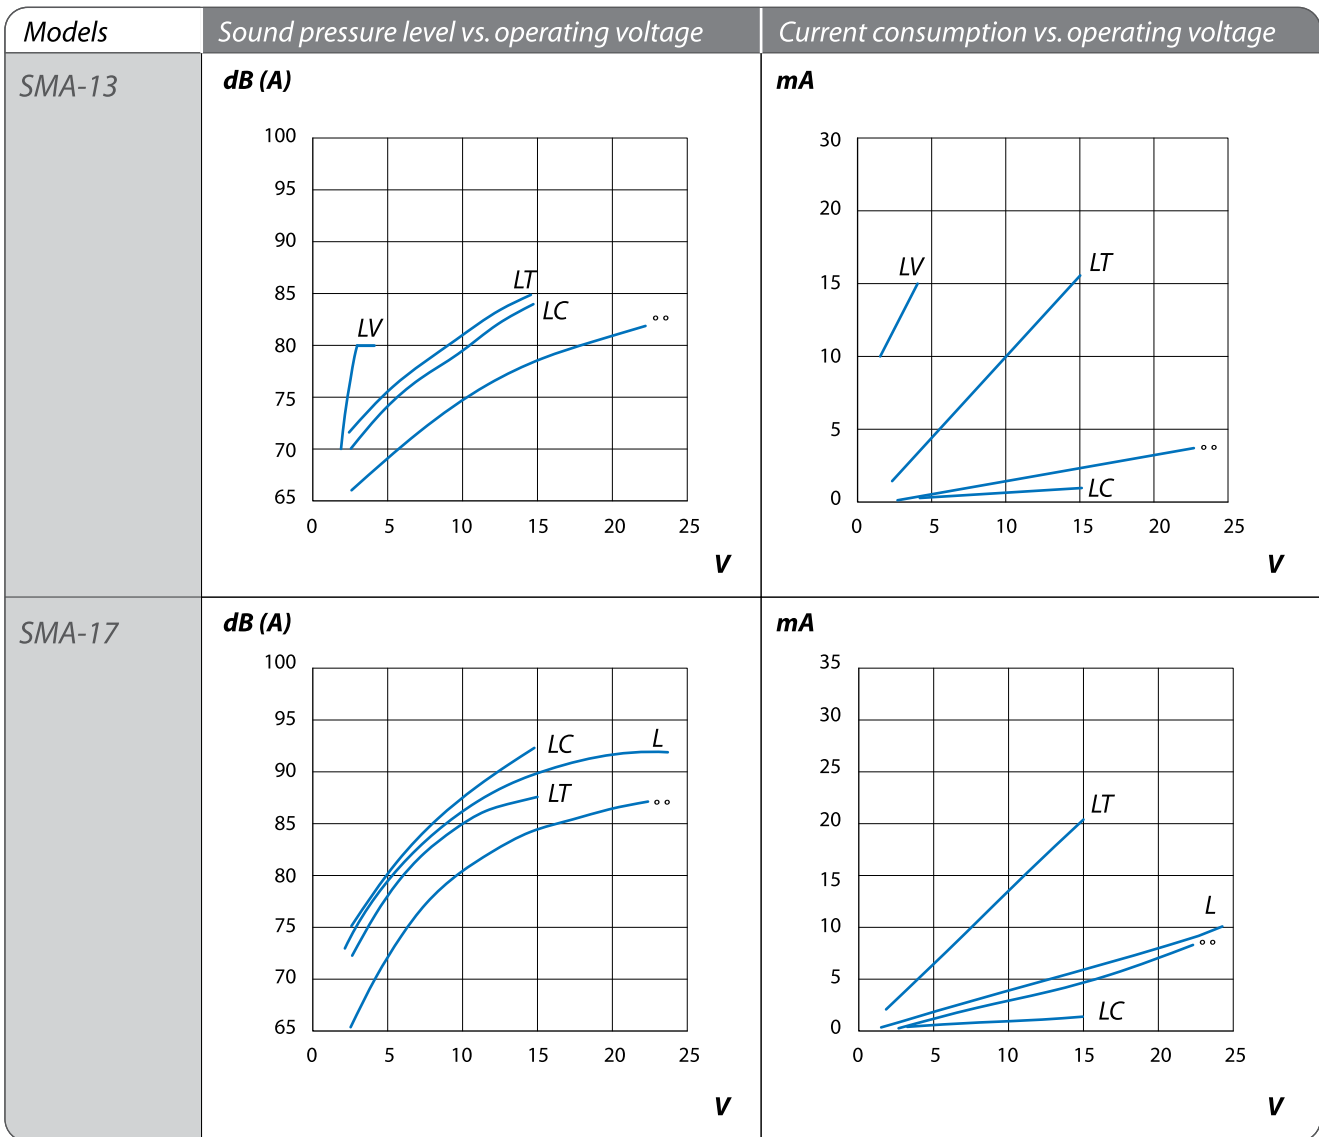 Models Sound pressure level vs. operating voltage Current consumption vs. operating voltage
SMA-13
dB (A)
100
95
90
85
80
75
70
65
LT
LC
°°
LV
0 5 10 15 20 25
V
mA
30
20
15
10
5
0
LV
LT
°°
LC
0 5 10 15 20 25
V
SMA-17
dB (A)
100
95
90
85
80
75
70
65
LC
L
LT
°°
0 5 10 15 20 25
V
mA
35
30
25
20
15
10
5
0
LT
L
°°
LC
0 5 10 15 20 25
V